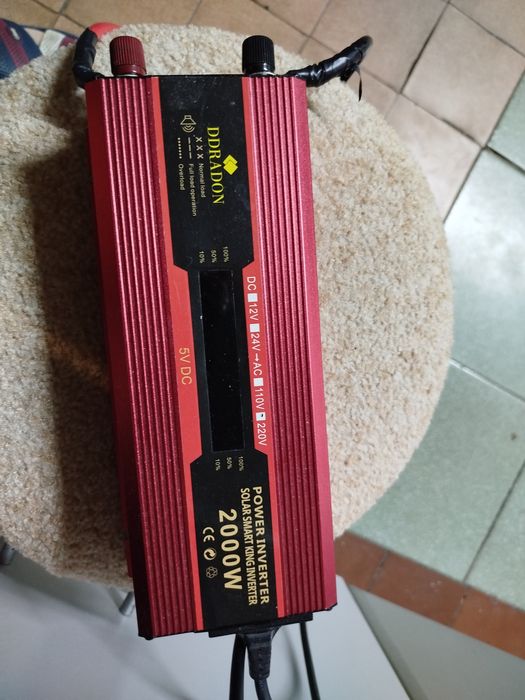 DDRADON
x x x Normal load
--- Full load operation
....... Overload
100%
50%
10%
DC 12V 24V→AC 110V 220V
5V DC
100%
50%
10%
POWER INVERTER
SOLAR SMART KING INVERTER
2000W
CE